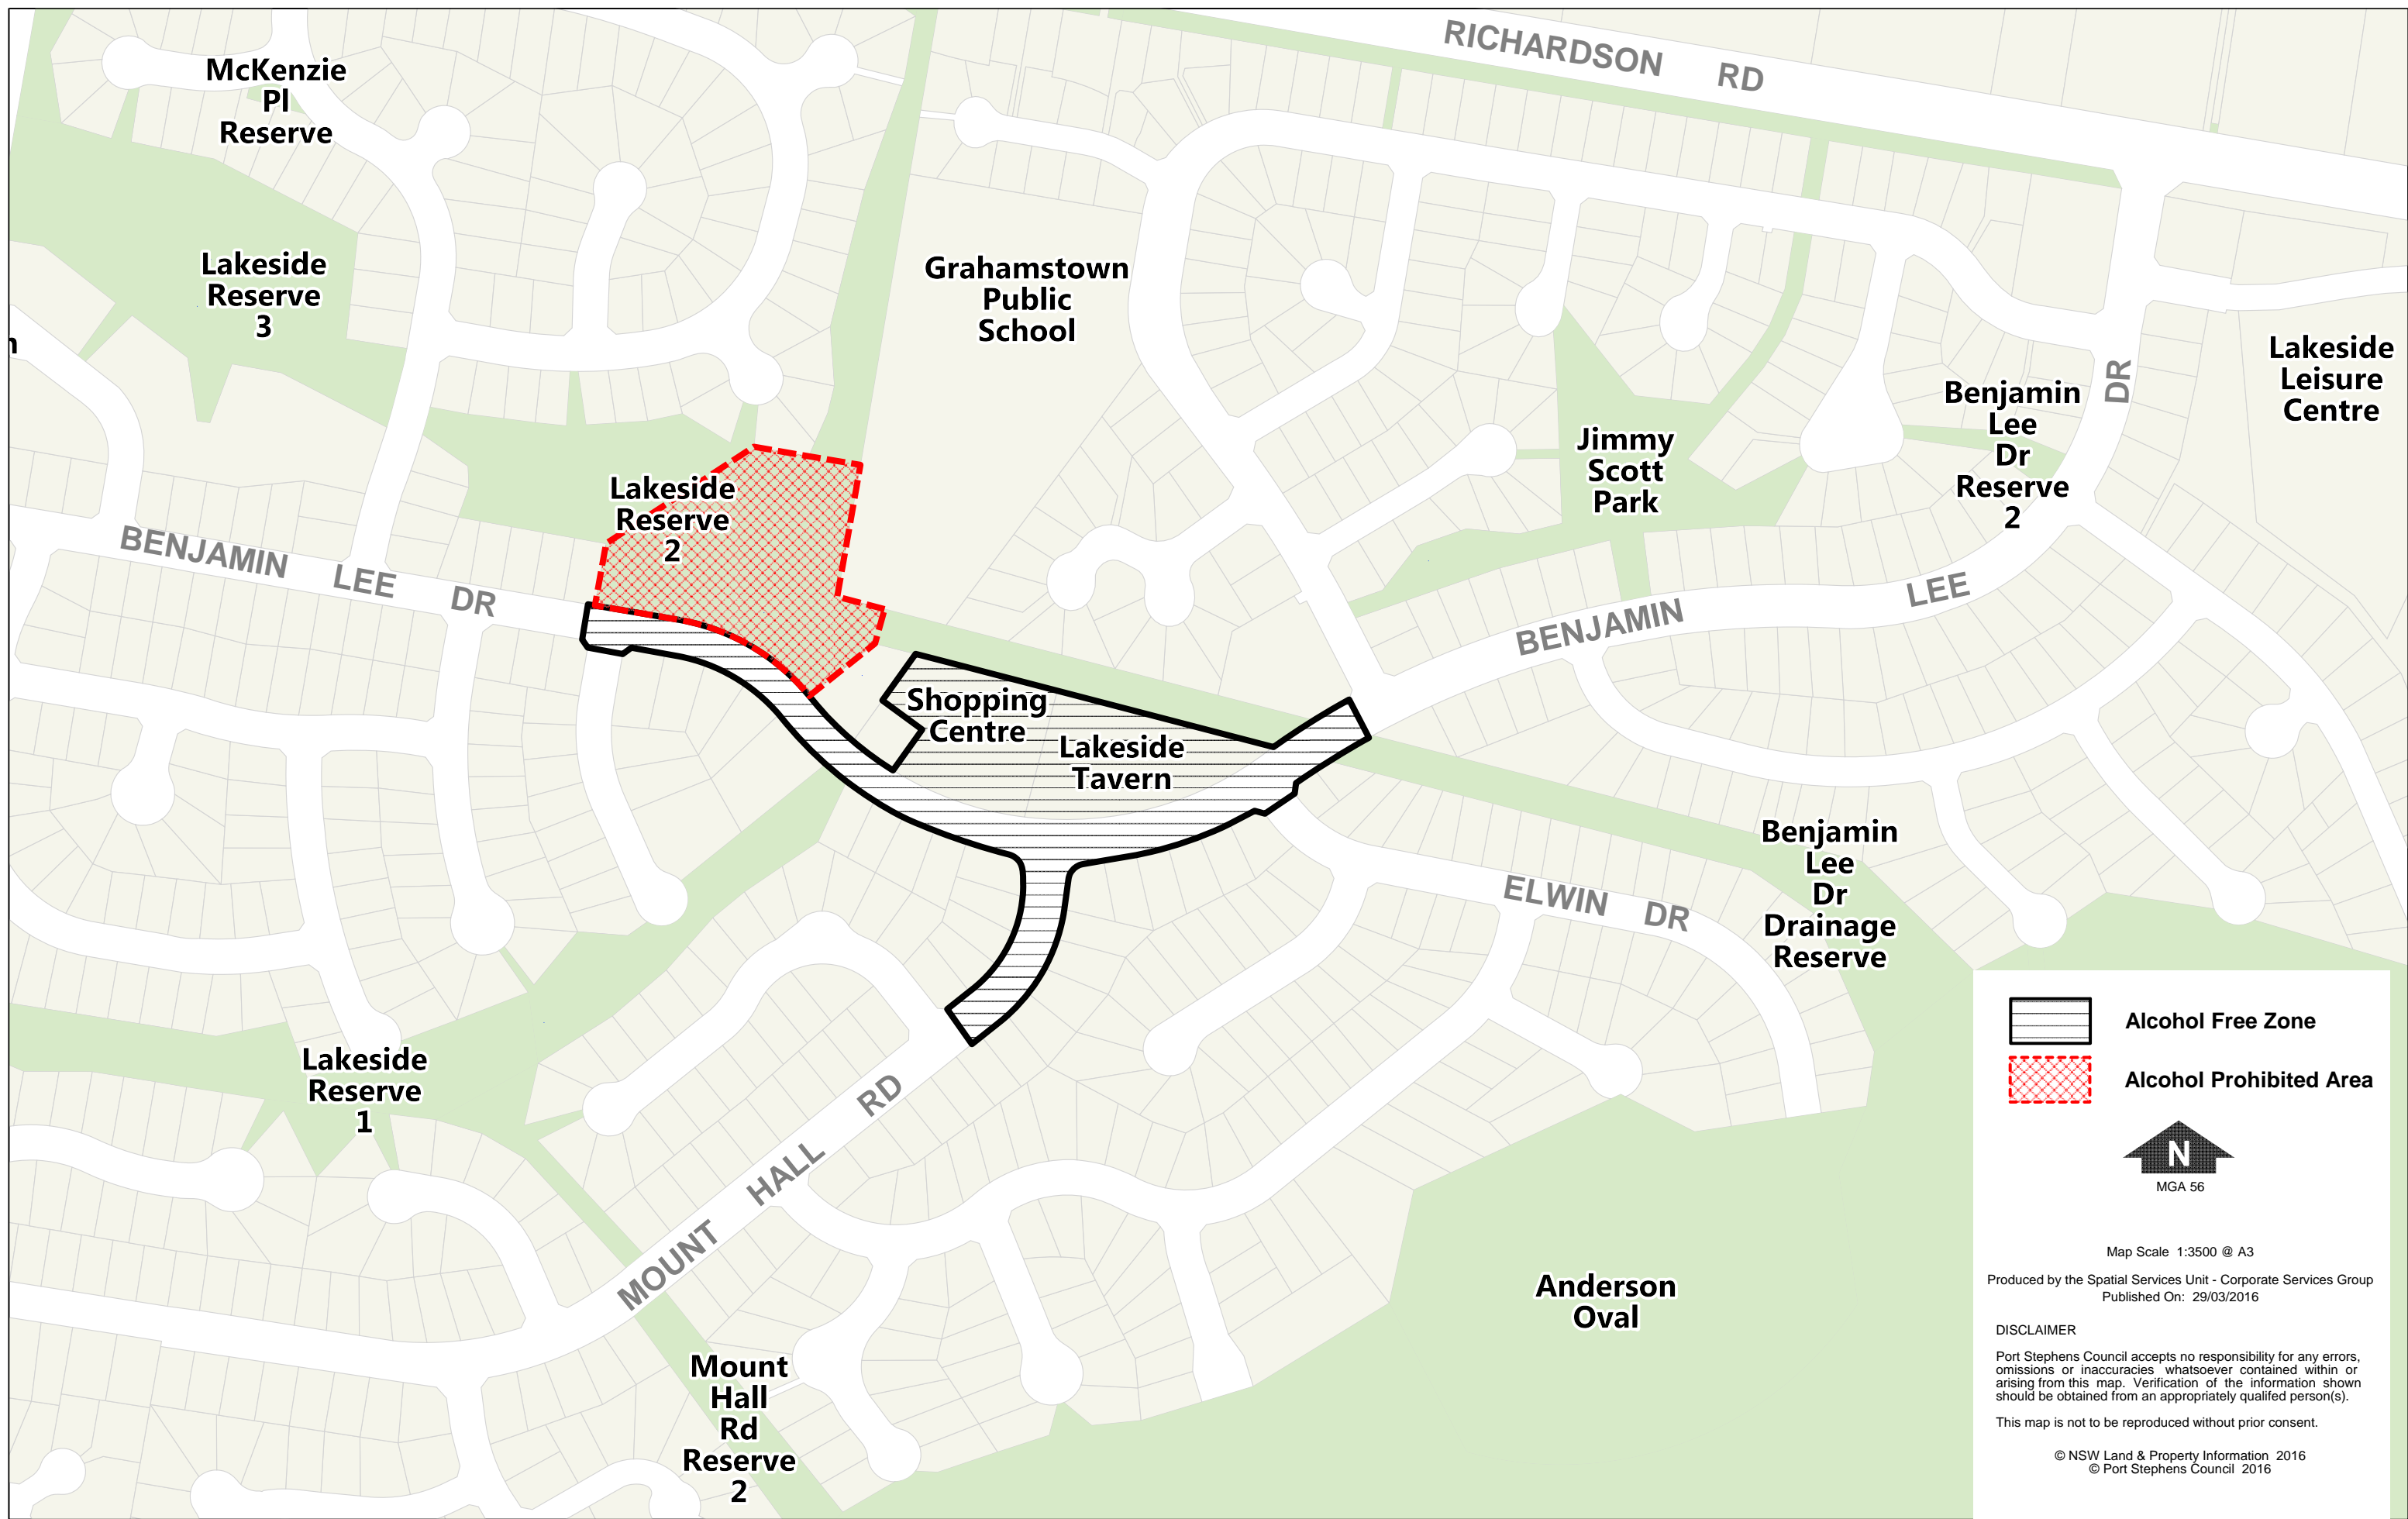 RICHARDSON RD
McKenzie
Pl
Reserve
Lakeside
Reserve
3
Grahamstown
Public
School
Lakeside
Leisure
Centre
DR
Benjamin
Lee
Dr
Reserve
2
Jimmy
Scott
Park
Lakeside
Reserve
2
BENJAMIN LEE DR
BENJAMIN LEE
Shopping
Centre
Lakeside
Tavern
Benjamin
Lee
Dr
Drainage
Reserve
ELWIN DR
Lakeside
Reserve
1
MOUNT HALL RD
Anderson
Oval
Mount
Hall
Rd
Reserve
2
Alcohol Free Zone
Alcohol Prohibited Area
N
MGA 56
Map Scale 1:3500 @ A3
Produced by the Spatial Services Unit - Corporate Services Group
Published On: 29/03/2016
DISCLAIMER
Port Stephens Council accepts no responsibility for any errors,
omissions or inaccuracies whatsoever contained within or
arising from this map. Verification of the information shown
should be obtained from an appropriately qualifed person(s).
This map is not to be reproduced without prior consent.
© NSW Land & Property Information 2016
© Port Stephens Council 2016